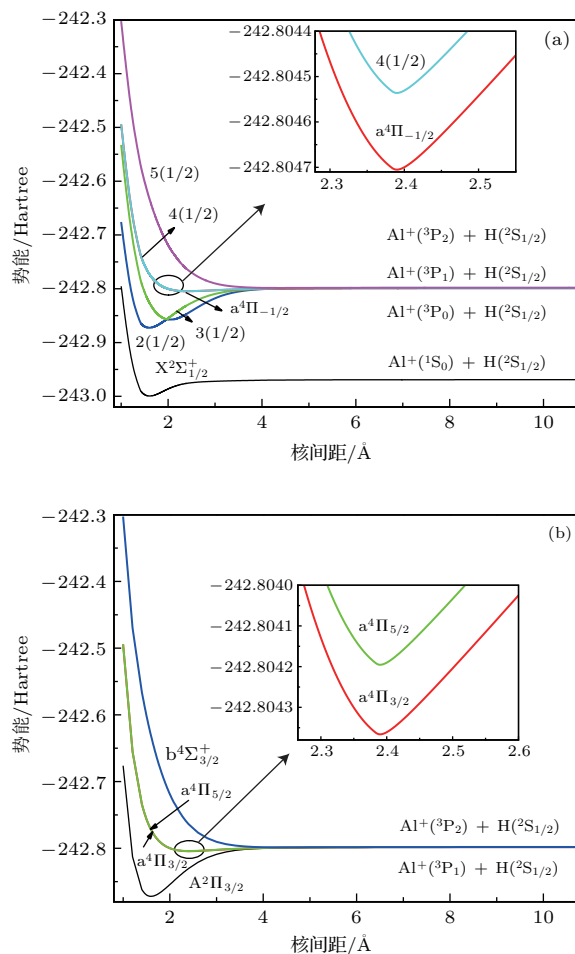 (a)
势能/Hartree
−242.3
−242.4
−242.5
−242.6
−242.7
−242.8
−242.9
−243.0
2
4
6
8
10
核间距/Å
−242.8044
−242.8045
−242.8046
−242.8047
2.3
2.4
2.5
4(1/2)
a⁴Π₋₁/₂
5(1/2)
4(1/2)
a⁴Π₋₁/₂
3(1/2)
2(1/2)
X²Σ⁺₁/₂
Al⁺(³P₂) + H(²S₁/₂)
Al⁺(³P₁) + H(²S₁/₂)
Al⁺(³P₀) + H(²S₁/₂)
Al⁺(¹S₀) + H(²S₁/₂)
(b)
势能/Hartree
−242.3
−242.4
−242.5
−242.6
−242.7
−242.8
2
4
6
8
10
核间距/Å
−242.8040
−242.8041
−242.8042
−242.8043
2.3
2.4
2.5
2.6
a⁴Π₅/₂
a⁴Π₃/₂
b⁴Σ⁺₃/₂
a⁴Π₅/₂
a⁴Π₃/₂
A²Π₃/₂
Al⁺(³P₂) + H(²S₁/₂)
Al⁺(³P₁) + H(²S₁/₂)